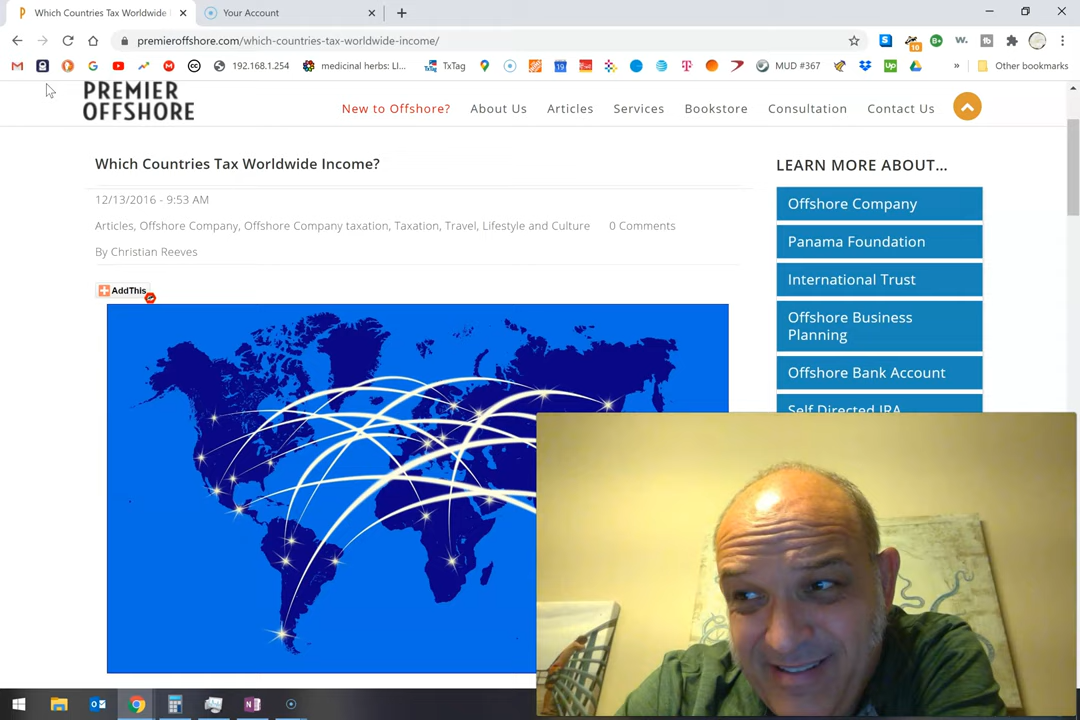 Which Countries Tax Worldwide
Your Account
premieroffshore.com/which-countries-tax-worldwide-income/
10
192.168.1.254
medicinal herbs: LI...
TxTag
19
MUD #367
Up
»
Other bookmarks
PREMIER
OFFSHORE
New to Offshore?
About Us
Articles
Services
Bookstore
Consultation
Contact Us
Which Countries Tax Worldwide Income?
12/13/2016 - 9:53 AM
Articles, Offshore Company, Offshore Company taxation, Taxation, Travel, Lifestyle and Culture
0 Comments
By Christian Reeves
AddThis
LEARN MORE ABOUT...
Offshore Company
Panama Foundation
International Trust
Offshore Business
Planning
Offshore Bank Account
Self Directed IRA